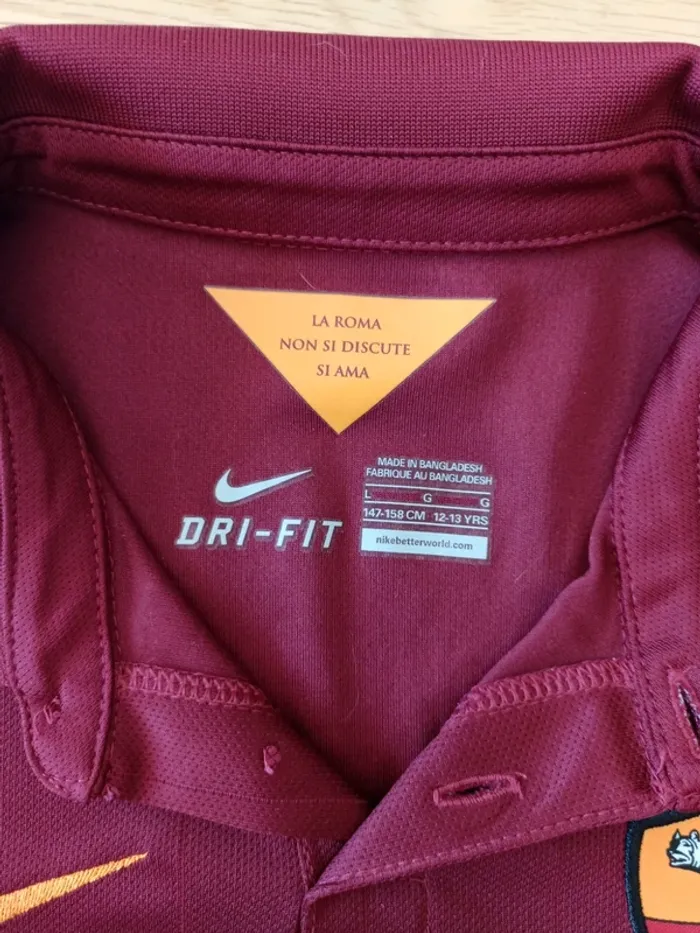 LA ROMA
NON SI DISCUTE
SI AMA
DRI-FIT
MADE IN BANGLADESH
FABRIQUE AU BANGLADESH
L G G
147-158 CM 12-13 YRS
nikebetterworld.com